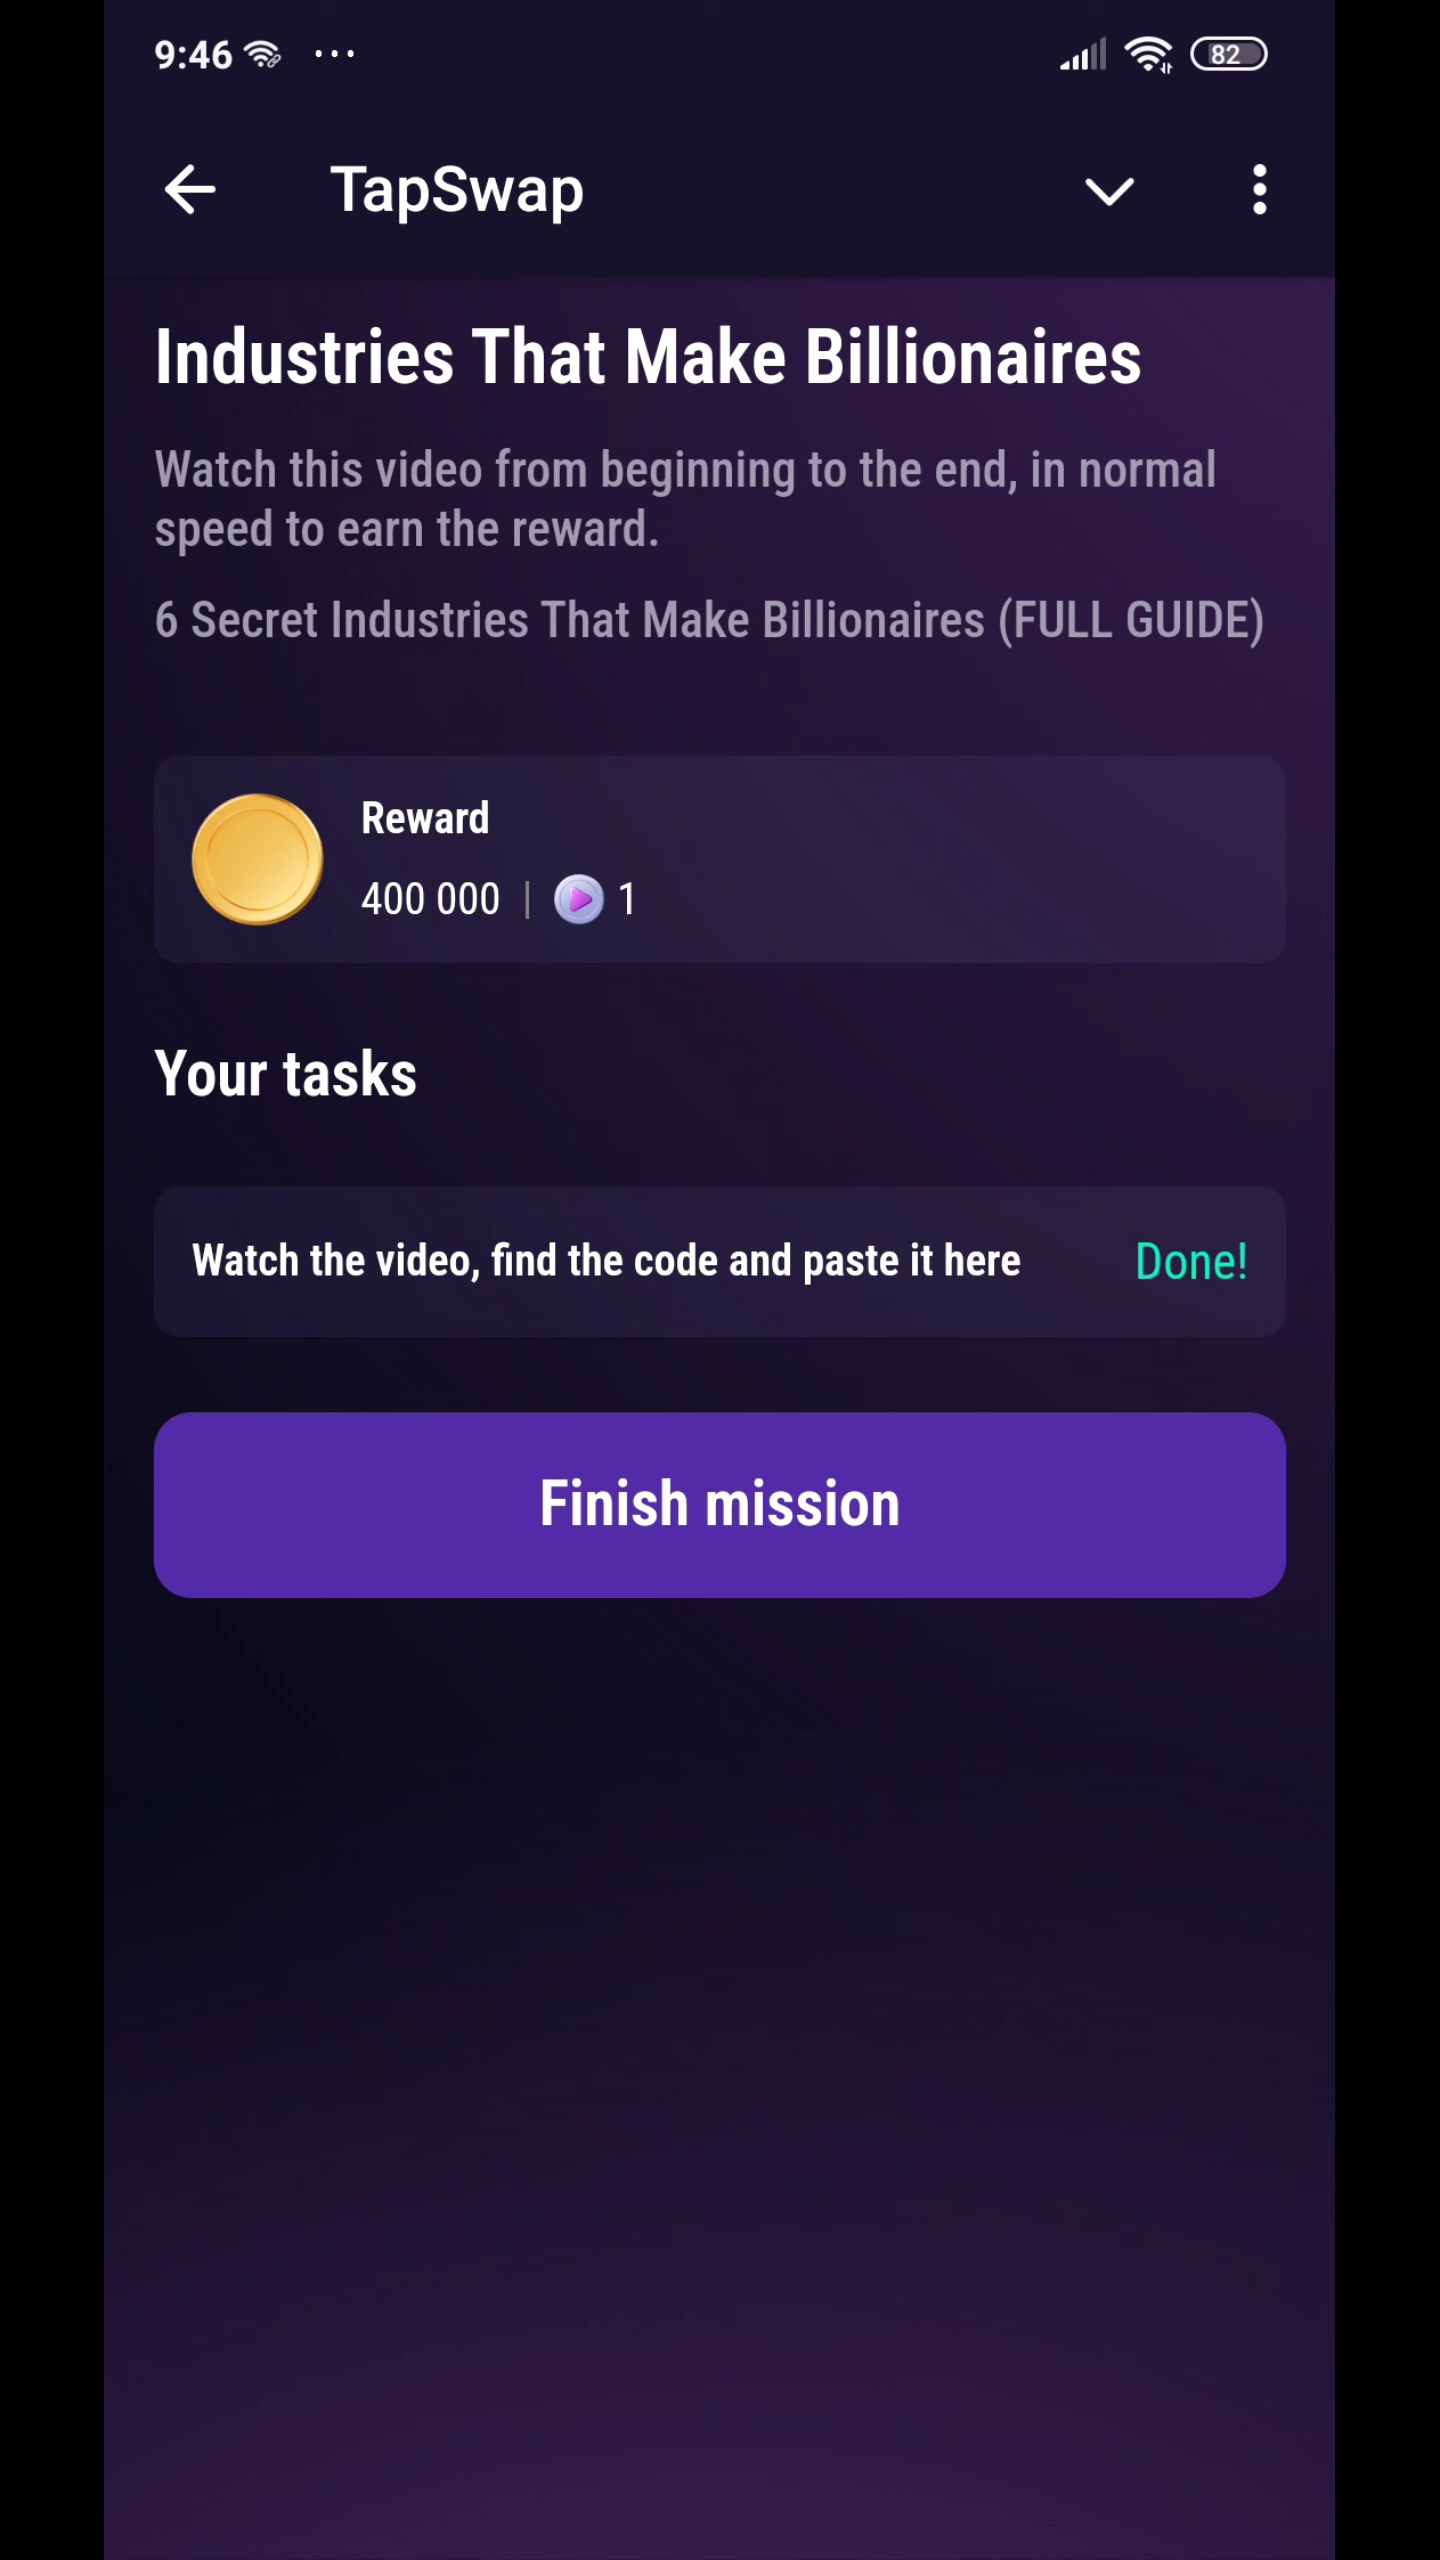 9:46
82
TapSwap
Industries That Make Billionaires
Watch this video from beginning to the end, in normal
speed to earn the reward.
6 Secret Industries That Make Billionaires (FULL GUIDE)
Reward
400 000 | 1
Your tasks
Watch the video, find the code and paste it here
Done!
Finish mission